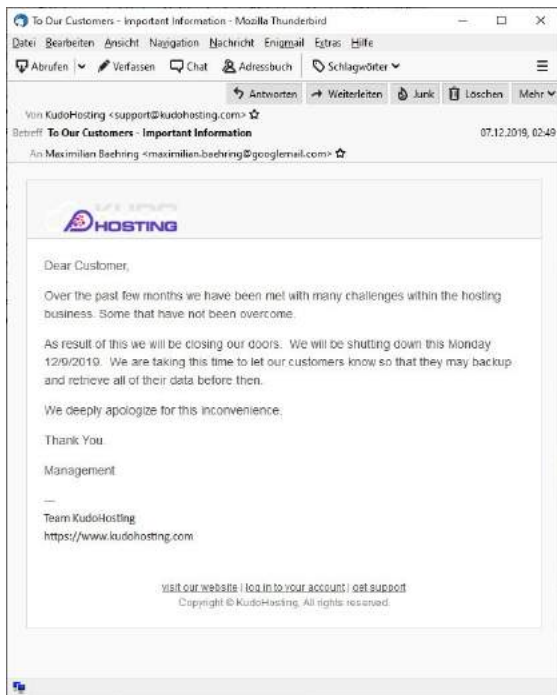 To Our Customers - Important Information - Mozilla Thunderbird
Datei Bearbeiten Ansicht Navigation Nachricht Enigmail Extras Hilfe
Abrufen Verfassen Chat Adressbuch Schlagwörter
Antworten Weiterleiten Junk Löschen Mehr
Von KudoHosting <support@kudohosting.com>
Betreff To Our Customers - Important Information 07.12.2019, 02:49
An Maximilian Baehring <maximilian.baehring@googlemail.com>
KUDO
HOSTING
Dear Customer,
Over the past few months we have been met with many challenges within the hosting
business. Some that have not been overcome.
As result of this we will be closing our doors. We will be shutting down this Monday
12/9/2019. We are taking this time to let our customers know so that they may backup
and retrieve all of their data before then.
We deeply apologize for this inconvenience.
Thank You.
Management
—
Team KudoHosting
https://www.kudohosting.com
visit our website | log in to your account | get support
Copyright © KudoHosting, All rights reserved.